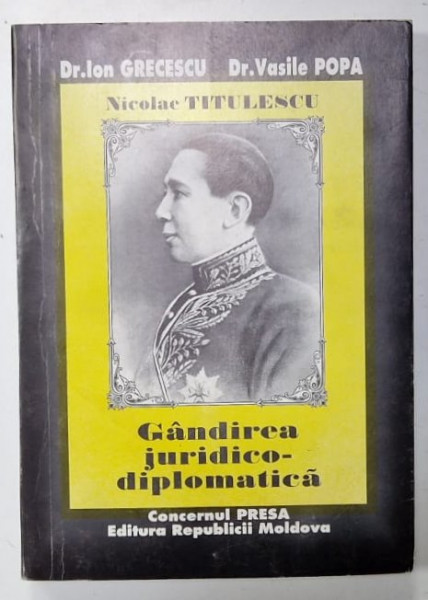 Dr.Ion GRECESCU Dr.Vasile POPA
Nicolae TITULESCU
Gândirea
juridico-
diplomatică
Concernul PRESA
Editura Republicii Moldova